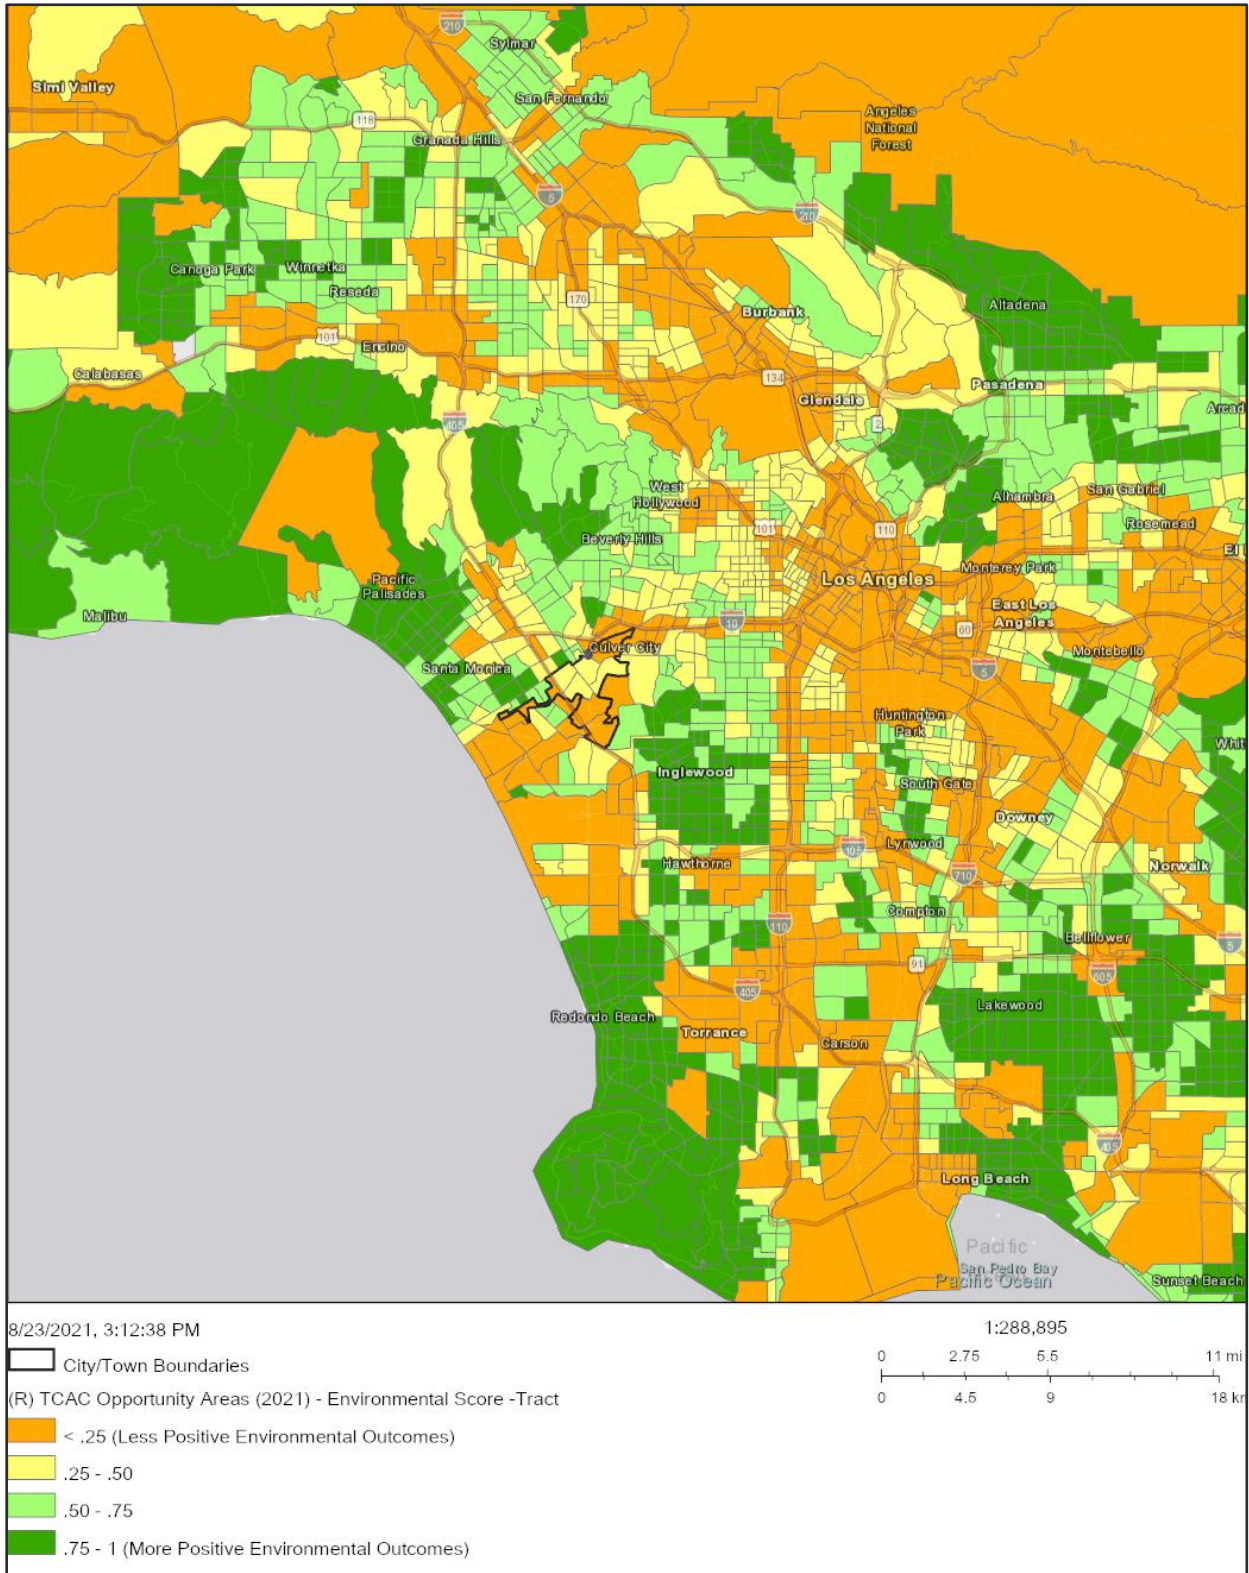 210
Sylmar
Simi Valley
San Fernando
118
Angeles
National
Forest
Granada Hills
5
210
Canoga Park
Winnetka
Reseda
170
Altadena
Burbank
101
Encino
Calabasas
134
Pasadena
Glendale
Arcad
405
2
West
Hollywood
Alhambra
San Gabriel
101
110
Rosemead
Beverly Hills
El
Los Angeles
Monterey Park
Pacific
Palisades
Malibu
East Los
Angeles
10
60
Culver City
Montebello
Santa Monica
5
Huntington
Park
Whit
Inglewood
South Gate
Downey
105
Lynwood
Hawthorne
Norwalk
710
Compton
110
Bellflower
5
91
605
405
Lakewood
Redondo Beach
Torrance
Carson
405
Long Beach
Pacific
San Pedro Bay
Pacific Ocean
Sunset Beach
8/23/2021, 3:12:38 PM
1:288,895
City/Town Boundaries
0 2.75 5.5 11 mi
0 4.5 9 18 km
(R) TCAC Opportunity Areas (2021) - Environmental Score -Tract
< .25 (Less Positive Environmental Outcomes)
.25 - .50
.50 - .75
.75 - 1 (More Positive Environmental Outcomes)